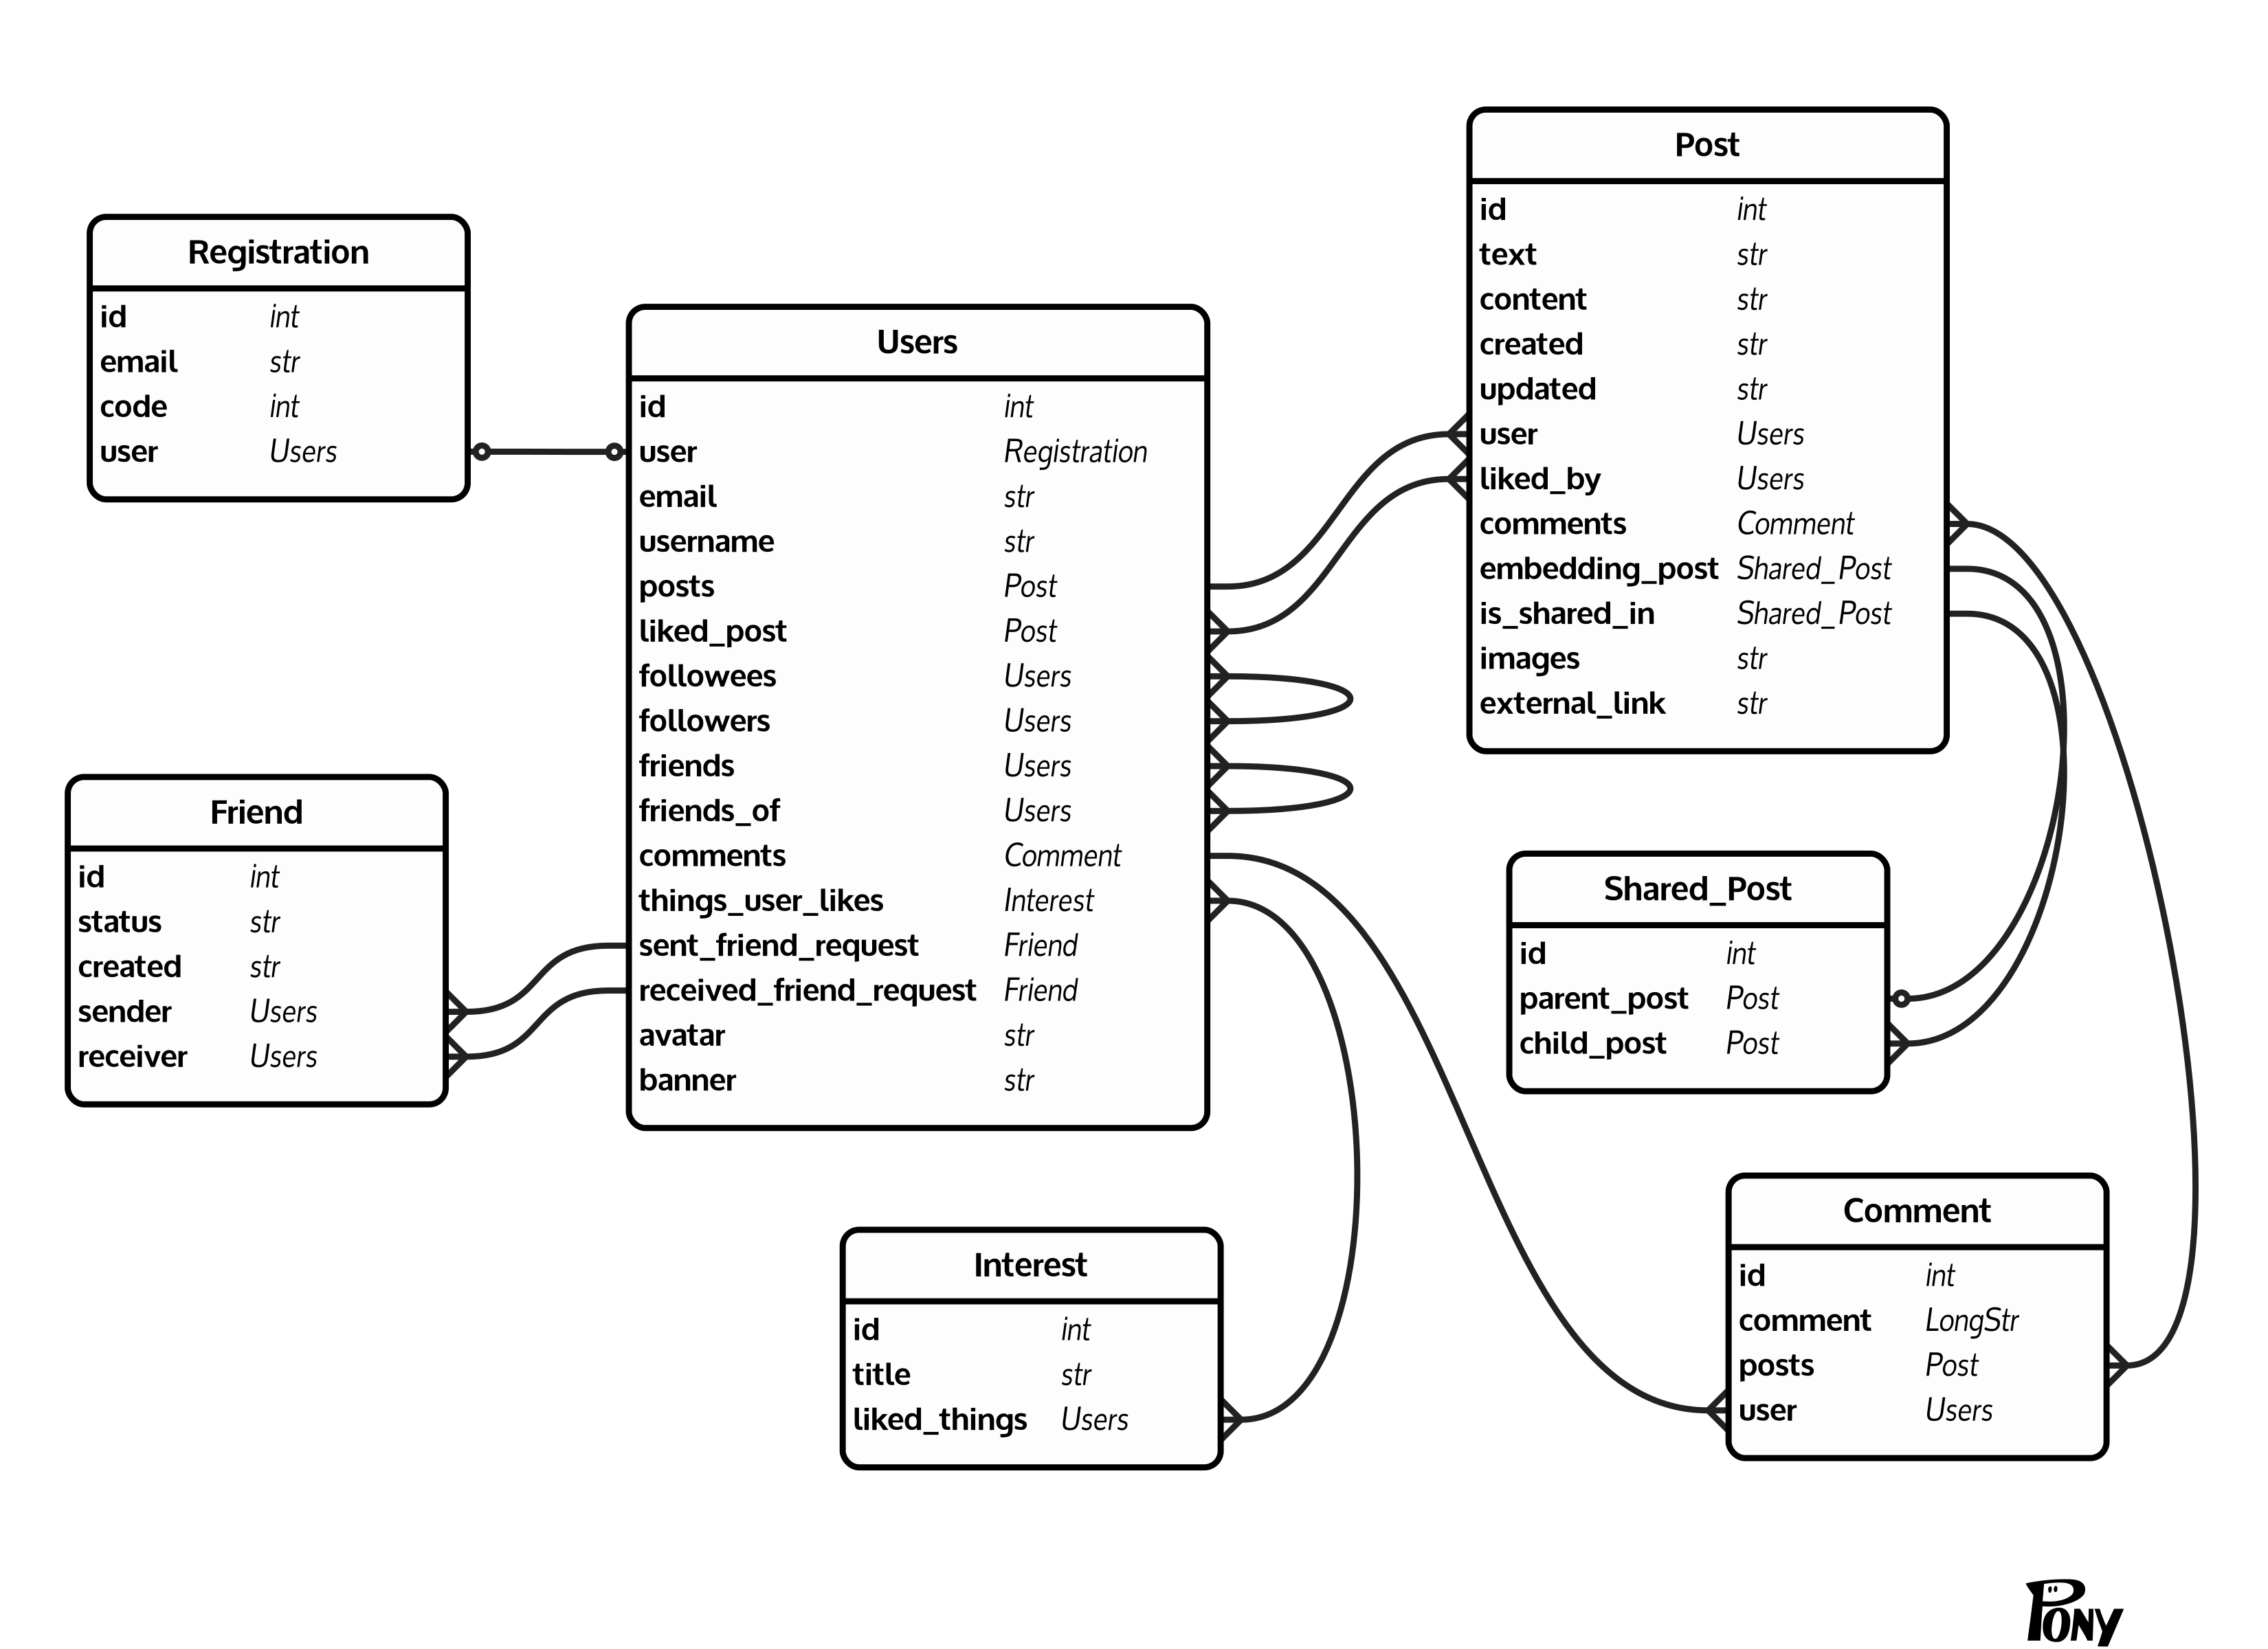 Registration
id int
email str
code int
user Users
Friend
id int
status str
created str
sender Users
receiver Users
Users
id int
user Registration
email str
username str
posts Post
liked_post Post
followees Users
followers Users
friends Users
friends_of Users
comments Comment
things_user_likes Interest
sent_friend_request Friend
received_friend_request Friend
avatar str
banner str
Interest
id int
title str
liked_things Users
Post
id int
text str
content str
created str
updated str
user Users
liked_by Users
comments Comment
embedding_post Shared_Post
is_shared_in Shared_Post
images str
external_link str
Shared_Post
id int
parent_post Post
child_post Post
Comment
id int
comment LongStr
posts Post
user Users
PONY